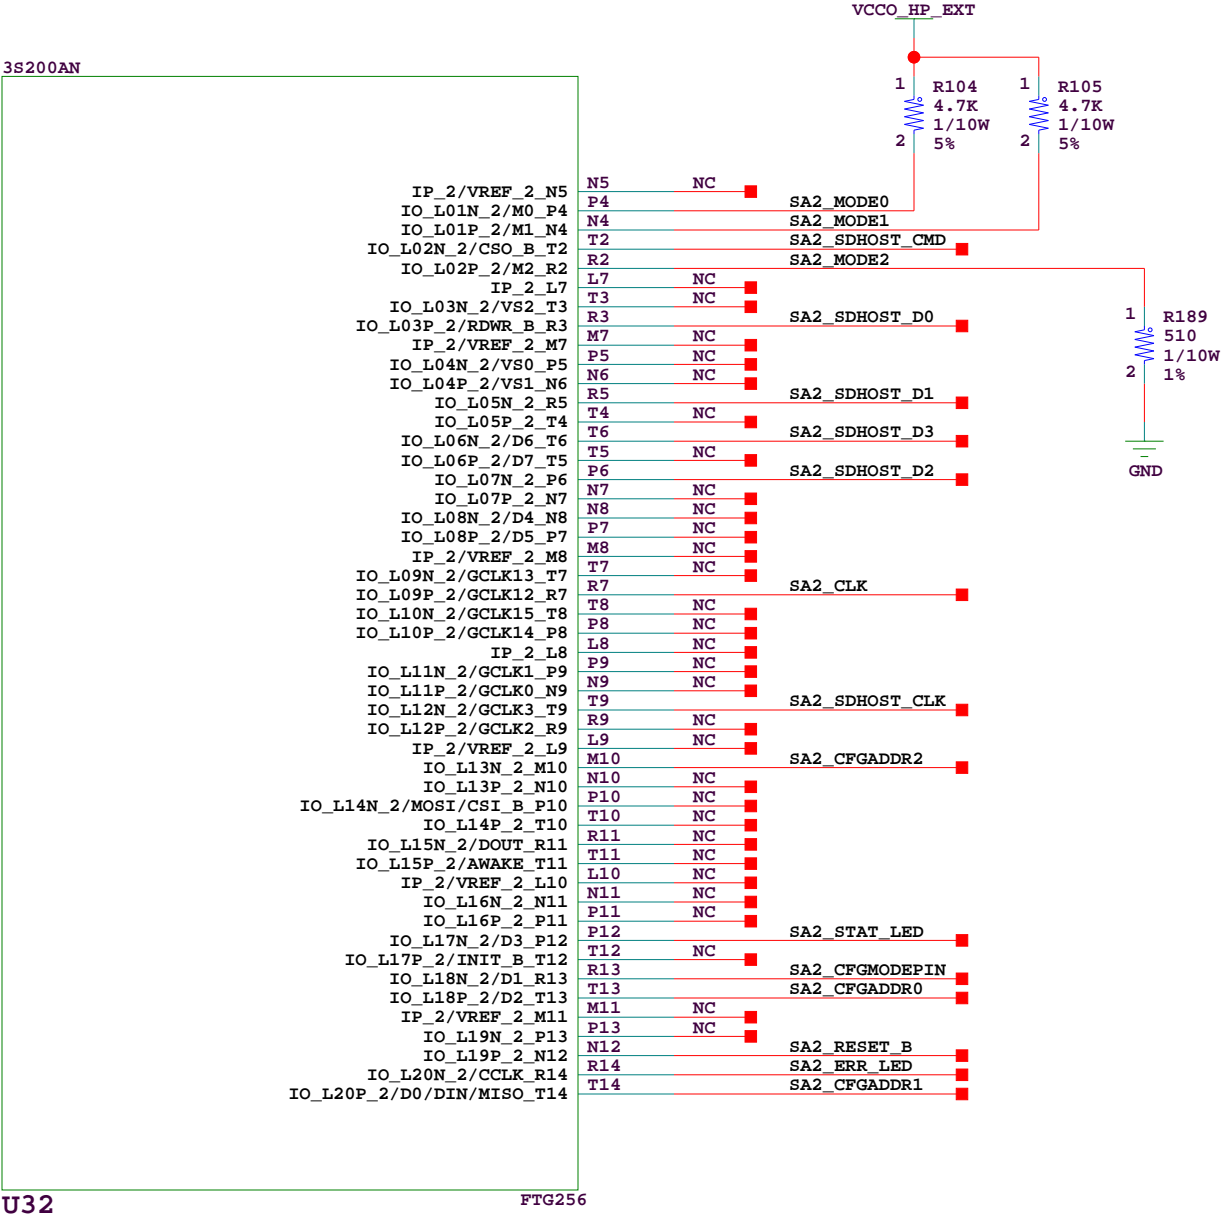 VCCO_HP_EXT
3S200AN
1 R104 1 R105
4.7K 4.7K
1/10W 1/10W
2 5% 2 5%
IP_2/VREF_2_N5 N5 NC
IO_L01N_2/M0_P4 P4 SA2_MODE0
IO_L01P_2/M1_N4 N4 SA2_MODE1
IO_L02N_2/CSO_B_T2 T2 SA2_SDHOST_CMD
IO_L02P_2/M2_R2 R2 SA2_MODE2
IP_2_L7 L7 NC
IO_L03N_2/VS2_T3 T3 NC
IO_L03P_2/RDWR_B_R3 R3 SA2_SDHOST_D0
1 R189
510
1/10W
2 1%
GND
IP_2/VREF_2_M7 M7 NC
IO_L04N_2/VS0_P5 P5 NC
IO_L04P_2/VS1_N6 N6 NC
IO_L05N_2_R5 R5 SA2_SDHOST_D1
IO_L05P_2_T4 T4 NC
IO_L06N_2/D6_T6 T6 SA2_SDHOST_D3
IO_L06P_2/D7_T5 T5 NC
IO_L07N_2_P6 P6 SA2_SDHOST_D2
IO_L07P_2_N7 N7 NC
IO_L08N_2/D4_N8 N8 NC
IO_L08P_2/D5_P7 P7 NC
IP_2/VREF_2_M8 M8 NC
IO_L09N_2/GCLK13_T7 T7 NC
IO_L09P_2/GCLK12_R7 R7 SA2_CLK
IO_L10N_2/GCLK15_T8 T8 NC
IO_L10P_2/GCLK14_P8 P8 NC
IP_2_L8 L8 NC
IO_L11N_2/GCLK1_P9 P9 NC
IO_L11P_2/GCLK0_N9 N9 NC
IO_L12N_2/GCLK3_T9 T9 SA2_SDHOST_CLK
IO_L12P_2/GCLK2_R9 R9 NC
IP_2/VREF_2_L9 L9 NC
IO_L13N_2_M10 M10 SA2_CFGADDR2
IO_L13P_2_N10 N10 NC
IO_L14N_2/MOSI/CSI_B_P10 P10 NC
IO_L14P_2_T10 T10 NC
IO_L15N_2/DOUT_R11 R11 NC
IO_L15P_2/AWAKE_T11 T11 NC
IP_2/VREF_2_L10 L10 NC
IO_L16N_2_N11 N11 NC
IO_L16P_2_P11 P11 NC
IO_L17N_2/D3_P12 P12 SA2_STAT_LED
IO_L17P_2/INIT_B_T12 T12 NC
IO_L18N_2/D1_R13 R13 SA2_CFGMODEPIN
IO_L18P_2/D2_T13 T13 SA2_CFGADDR0
IP_2/VREF_2_M11 M11 NC
IO_L19N_2_P13 P13 NC
IO_L19P_2_N12 N12 SA2_RESET_B
IO_L20N_2/CCLK_R14 R14 SA2_ERR_LED
IO_L20P_2/D0/DIN/MISO_T14 T14 SA2_CFGADDR1
U32 FTG256